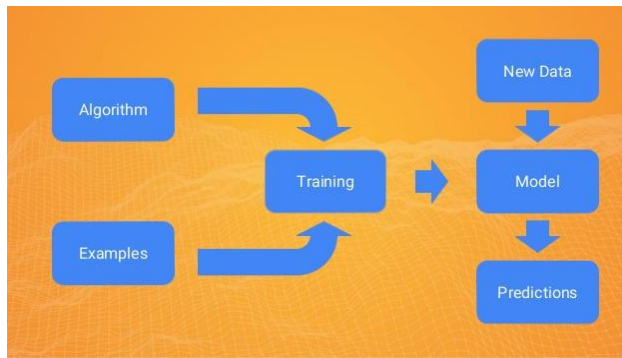 Algorithm
Examples
Training
New Data
Model
Predictions